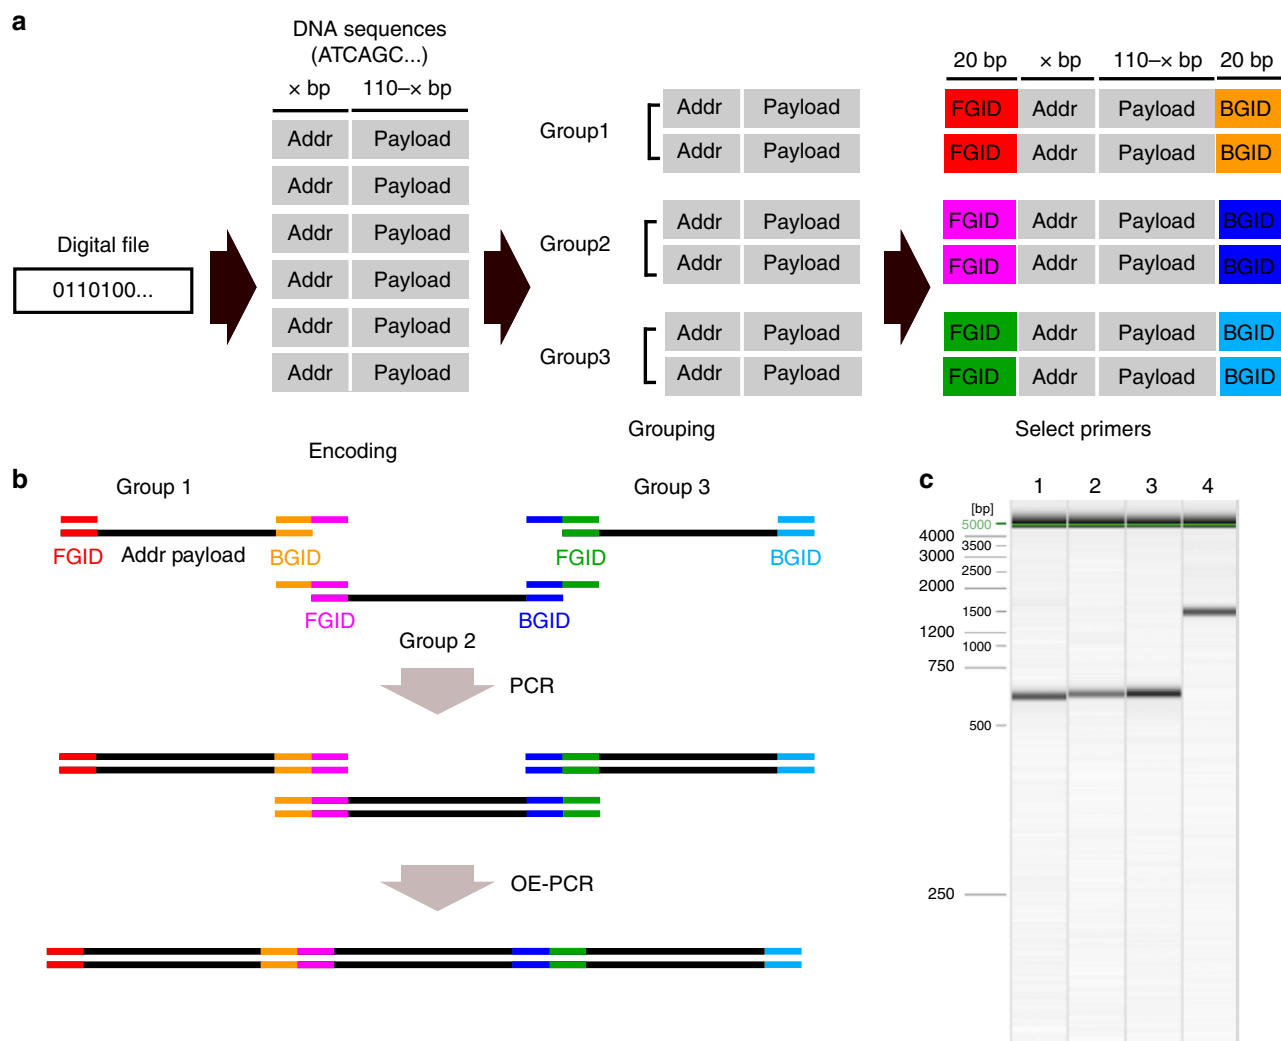 a
DNA sequences
(ATCAGC...)
× bp 110–× bp
Addr Payload
Addr Payload
Addr Payload
Addr Payload
Addr Payload
Addr Payload
Digital file
0110100...
Encoding
Group1
Addr Payload
Addr Payload
Group2
Addr Payload
Addr Payload
Group3
Addr Payload
Addr Payload
Grouping
20 bp × bp 110–× bp 20 bp
FGID Addr Payload BGID
FGID Addr Payload BGID
FGID Addr Payload BGID
FGID Addr Payload BGID
FGID Addr Payload BGID
FGID Addr Payload BGID
Select primers
b
Group 1 Group 3
FGID Addr payload BGID FGID BGID
FGID BGID
Group 2
PCR
OE-PCR
c
1 2 3 4
[bp]
5000
4000
3500
3000
2500
2000
1500
1200
1000
750
500
250